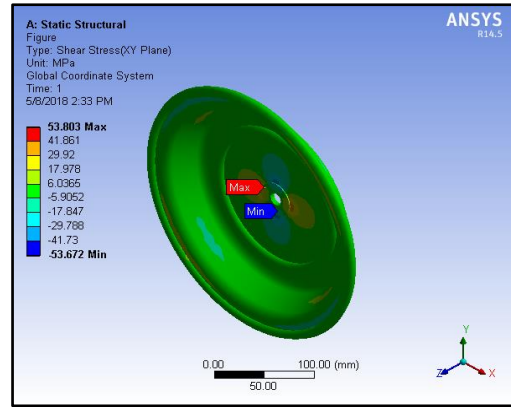 A: Static Structural
Figure
Type: Shear Stress(XY Plane)
Unit: MPa
Global Coordinate System
Time: 1
5/8/2018 2:33 PM
53.803 Max
41.861
29.92
17.978
6.0365
-5.9052
-17.847
-29.788
-41.73
-53.672 Min
ANSYS
R14.5
Max
Min
0.00 100.00 (mm)
50.00
Y
Z X